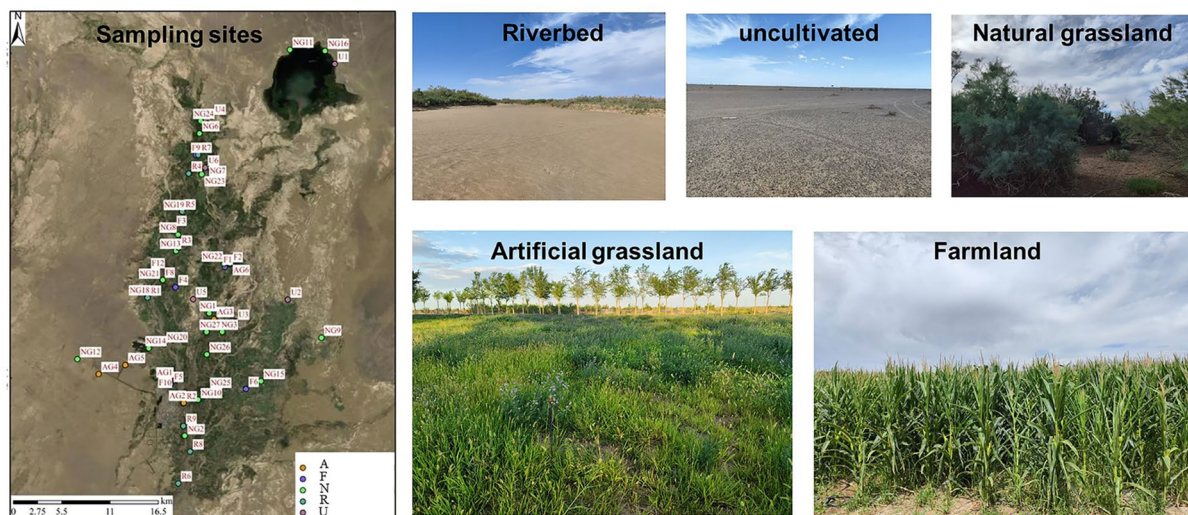 N
Sampling sites
NG11
NG16
U1
U4
NG24
NG6
F9 R7
U6
R4
NG7
NG23
NG19 R5
F3
NG8
R3
NG13
NG22
F2
F1
F12
AG6
NG21
F8
F4
NG18 R1
U5
U2
NG1
AG3
U3
NG27 NG3
NG9
NG20
NG14
NG26
NG12
AG5
AG4
AG1
F5
NG25
NG15
F10
F6
NG10
AG2 R2
R9
NG2
R8
R6
A
F
N
R
U
km
0 2.75 5.5 11 16.5
Riverbed
uncultivated
Natural grassland
Artificial grassland
Farmland